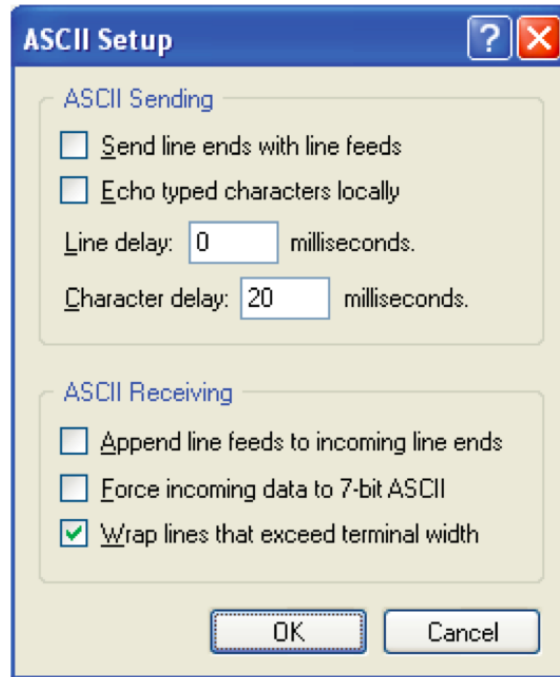 ASCII Setup ?
ASCII Sending
Send line ends with line feeds
Echo typed characters locally
Line delay: 0 milliseconds.
Character delay: 20 milliseconds.
ASCII Receiving
Append line feeds to incoming line ends
Force incoming data to 7-bit ASCII
Wrap lines that exceed terminal width
OK Cancel